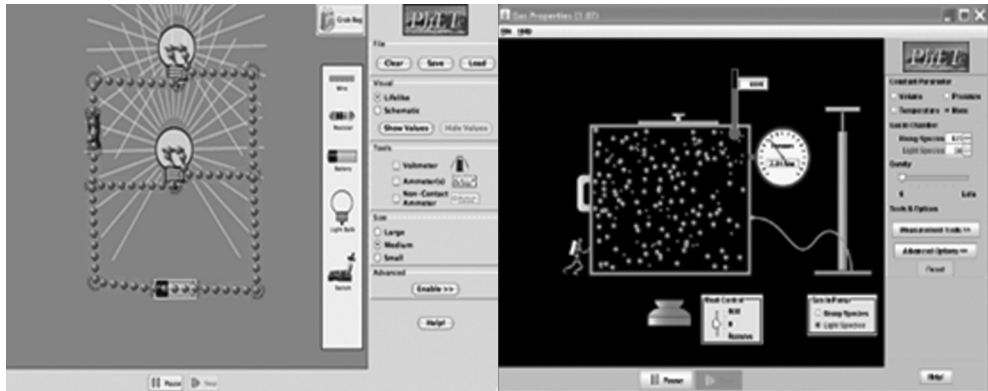 Grab Bag
PhET
File
Clear Save Load
Visual
Lifelike
Schematic
Show Values Hide Values
Tools
Voltmeter
Ammeter(s)
Non-Contact
Ammeter
Size
Large
Medium
Small
Advanced
Enable >>
Help!
Wire
Resistor
Battery
Light Bulb
Switch
Pause Step
Gas Properties
PhET
Constant Parameter
Volume Pressure
Temperature None
Gas In Chamber
Heavy Species
Light Species
Gravity
0 Lots
Tools & Options
Measurement Tools >>
Advanced Options >>
Reset
Pressure
Heat Control
Add
0
Remove
Gas In Pump
Heavy Species
Light Species
Pause
Help!